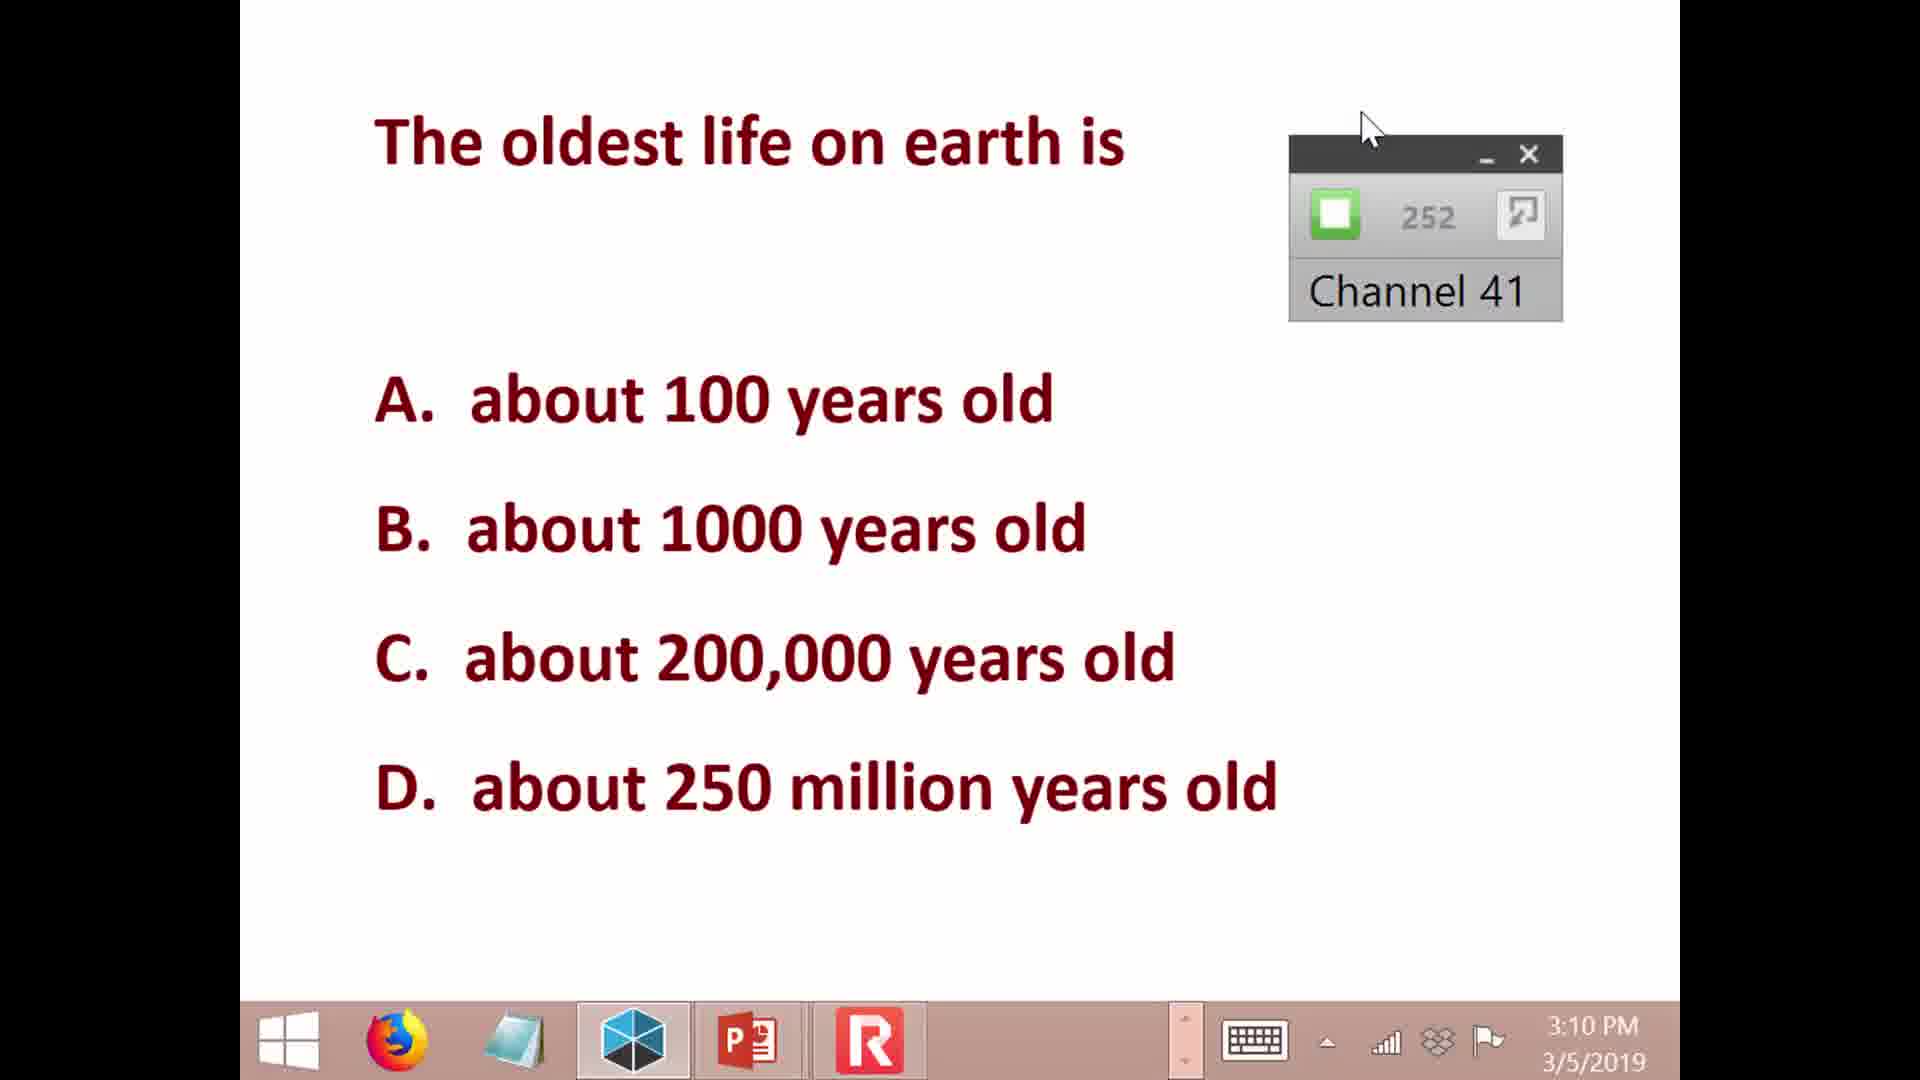 The oldest life on earth is
252
Channel 41
A. about 100 years old
B. about 1000 years old
C. about 200,000 years old
D. about 250 million years old
P
R
3:10 PM
3/5/2019